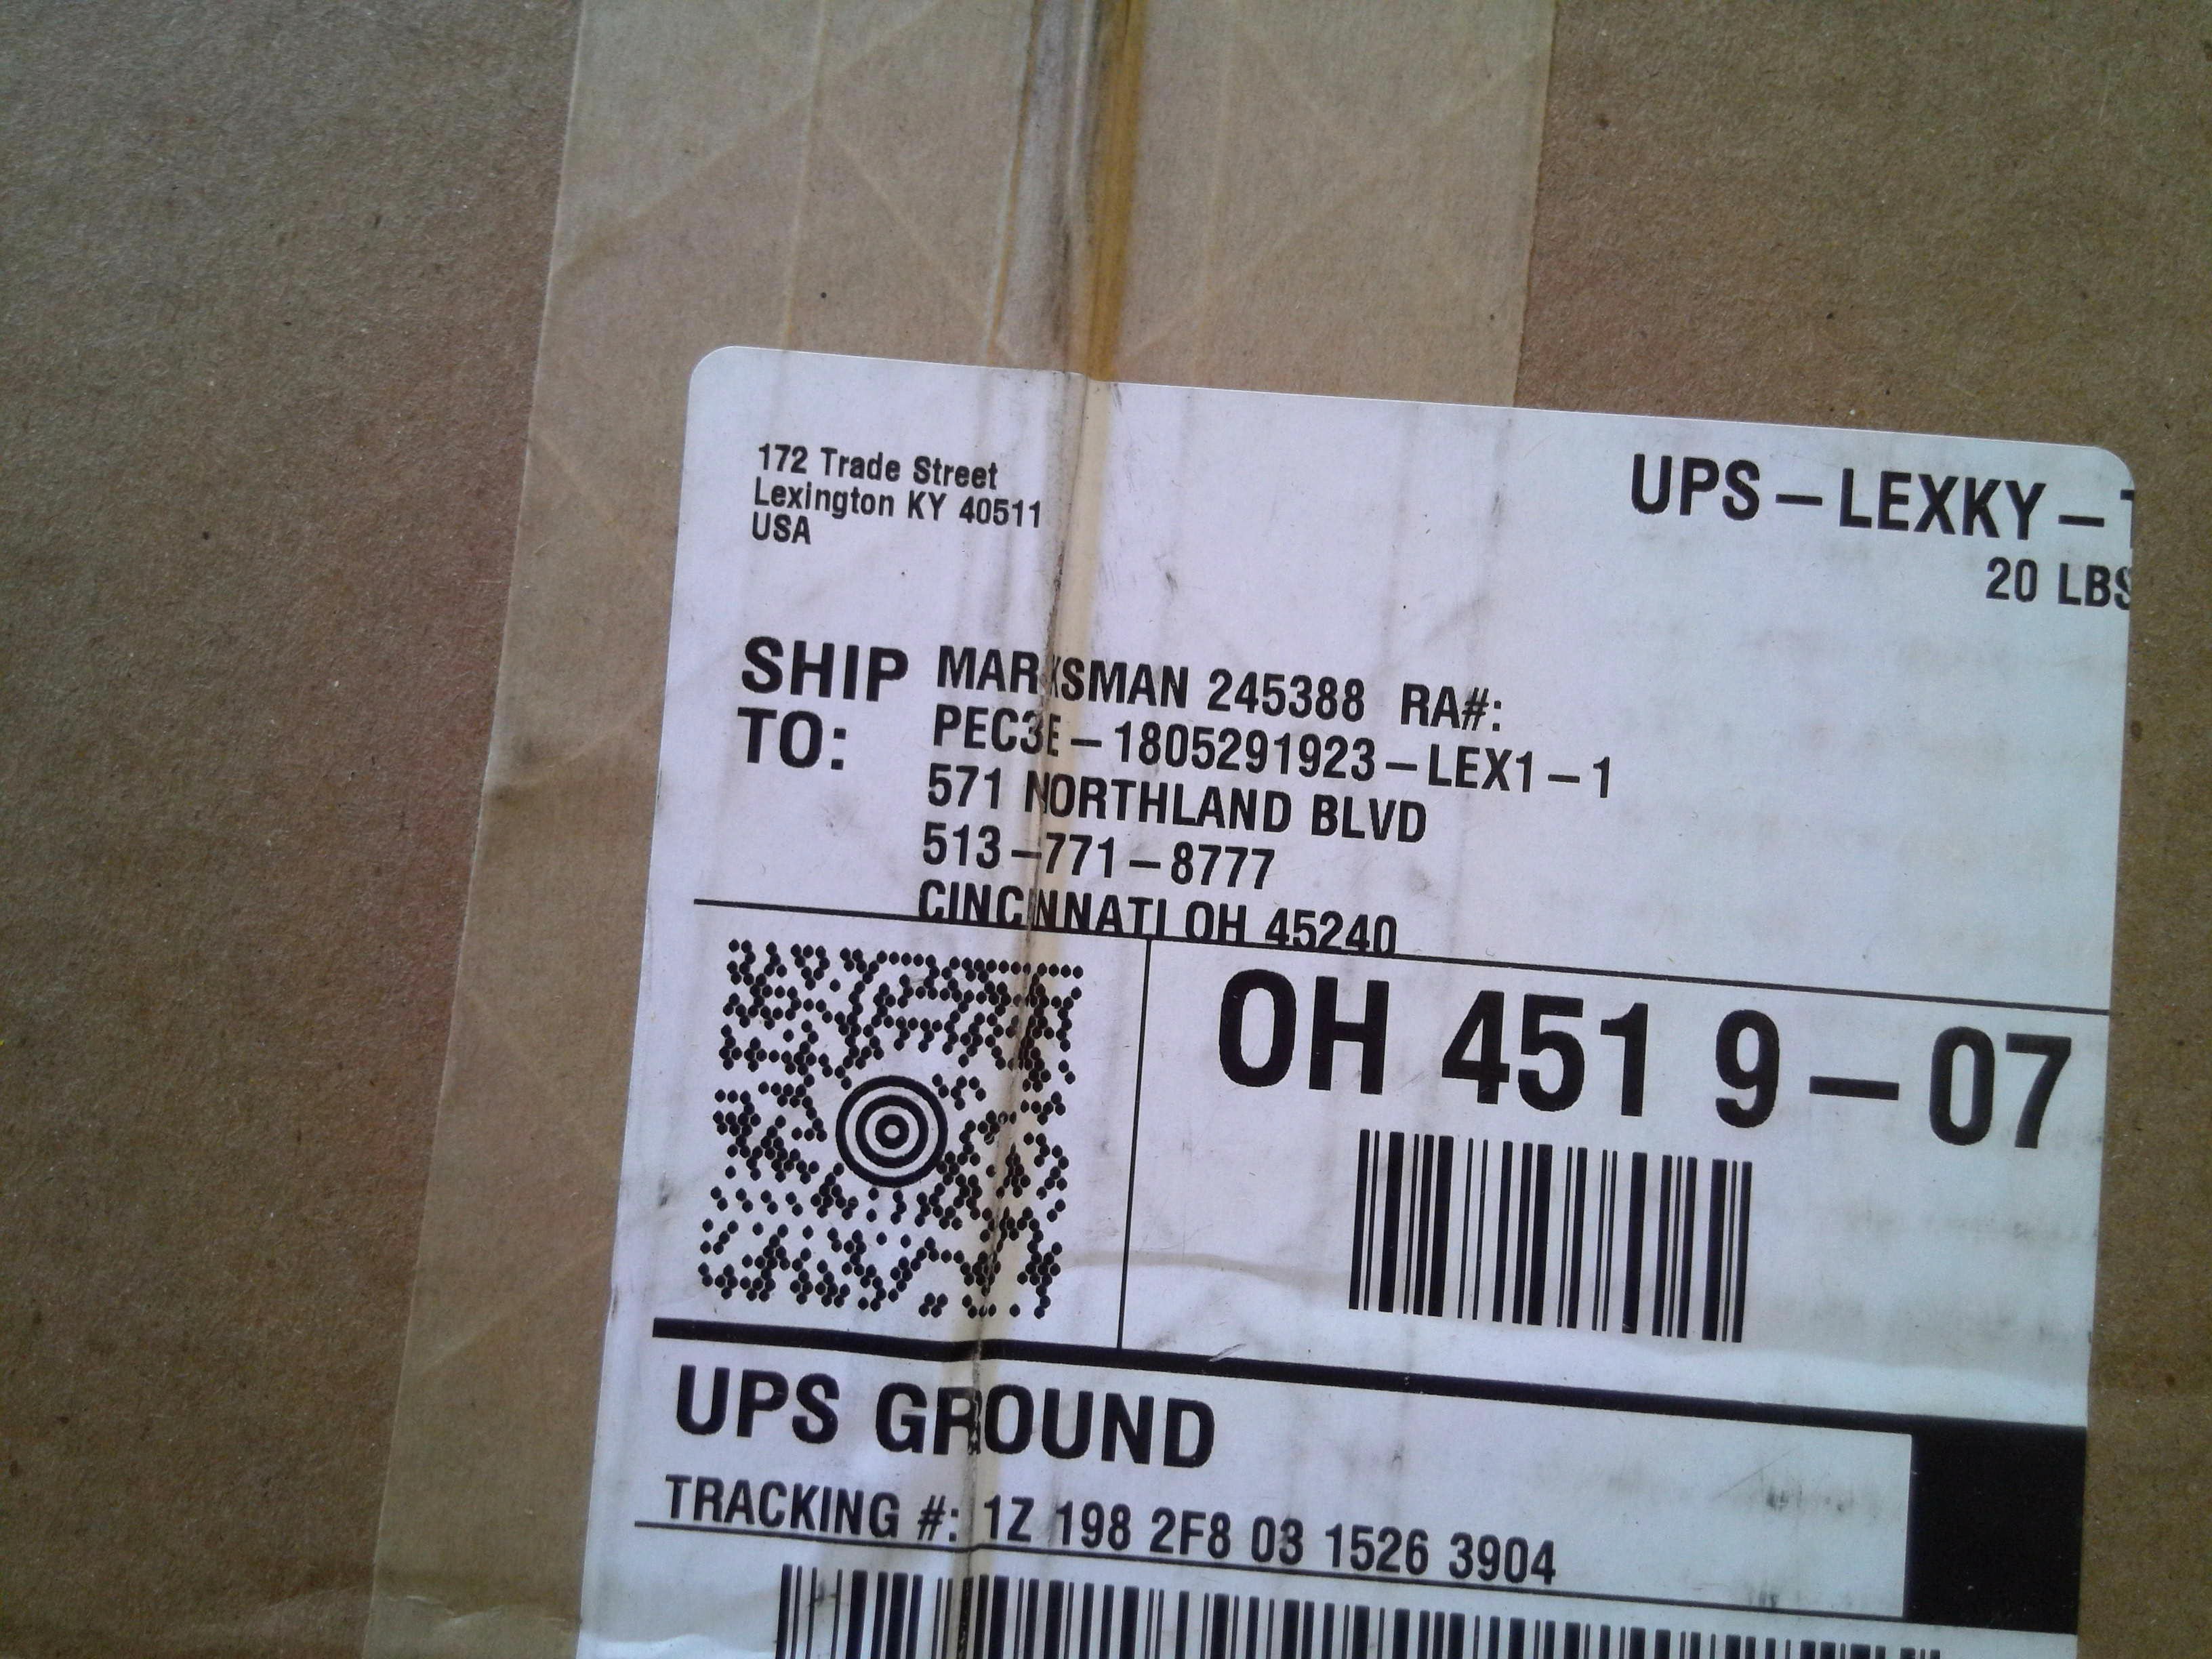 172 Trade Street
Lexington KY 40511
USA
UPS – LEXKY –
20 LBS
SHIP TO:
MARKSMAN 245388 RA#:
PEC3E – 1805291923 – LEX1 – 1
571 NORTHLAND BLVD
513 – 771 – 8777
CINCINNATI OH 45240
OH 451 9 – 07
UPS GROUND
TRACKING #: 1Z 198 2F8 03 1526 3904